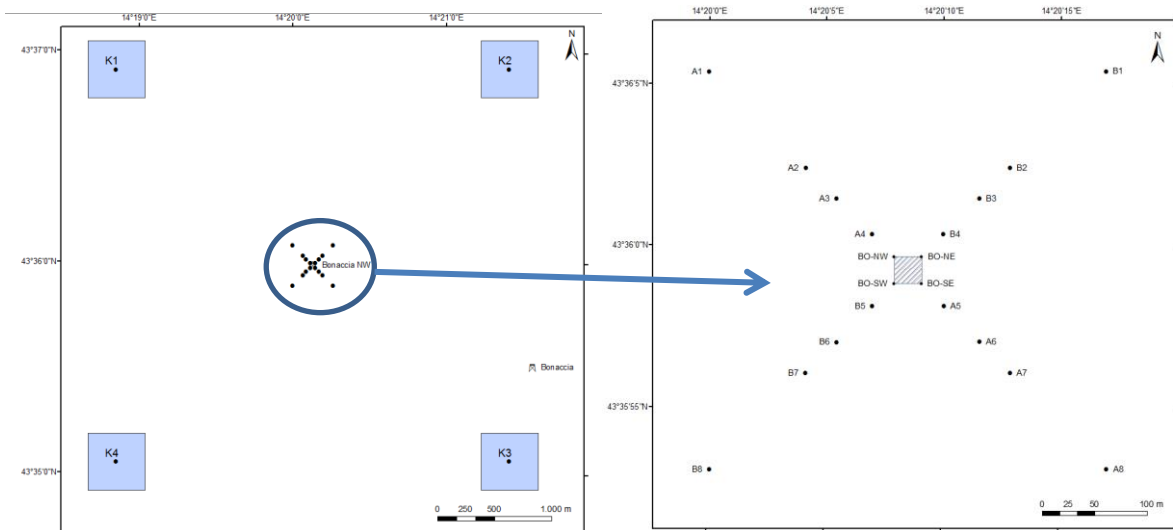 14°19'0"E 14°20'0"E 14°21'0"E
43°37'0"N
N
K1 K2
43°36'0"N
Bonaccia NW
Bonaccia
K4 K3
43°35'0"N
0 250 500 1.000 m
14°20'0"E 14°20'5"E 14°20'10"E 14°20'15"E
N
43°36'5"N
A1 B1
A2 B2
A3 B3
A4 B4
43°36'0"N
BO-NW BO-NE
BO-SW BO-SE
B5 A5
B6 A6
B7 A7
43°35'55"N
B8 A8
0 25 50 100 m